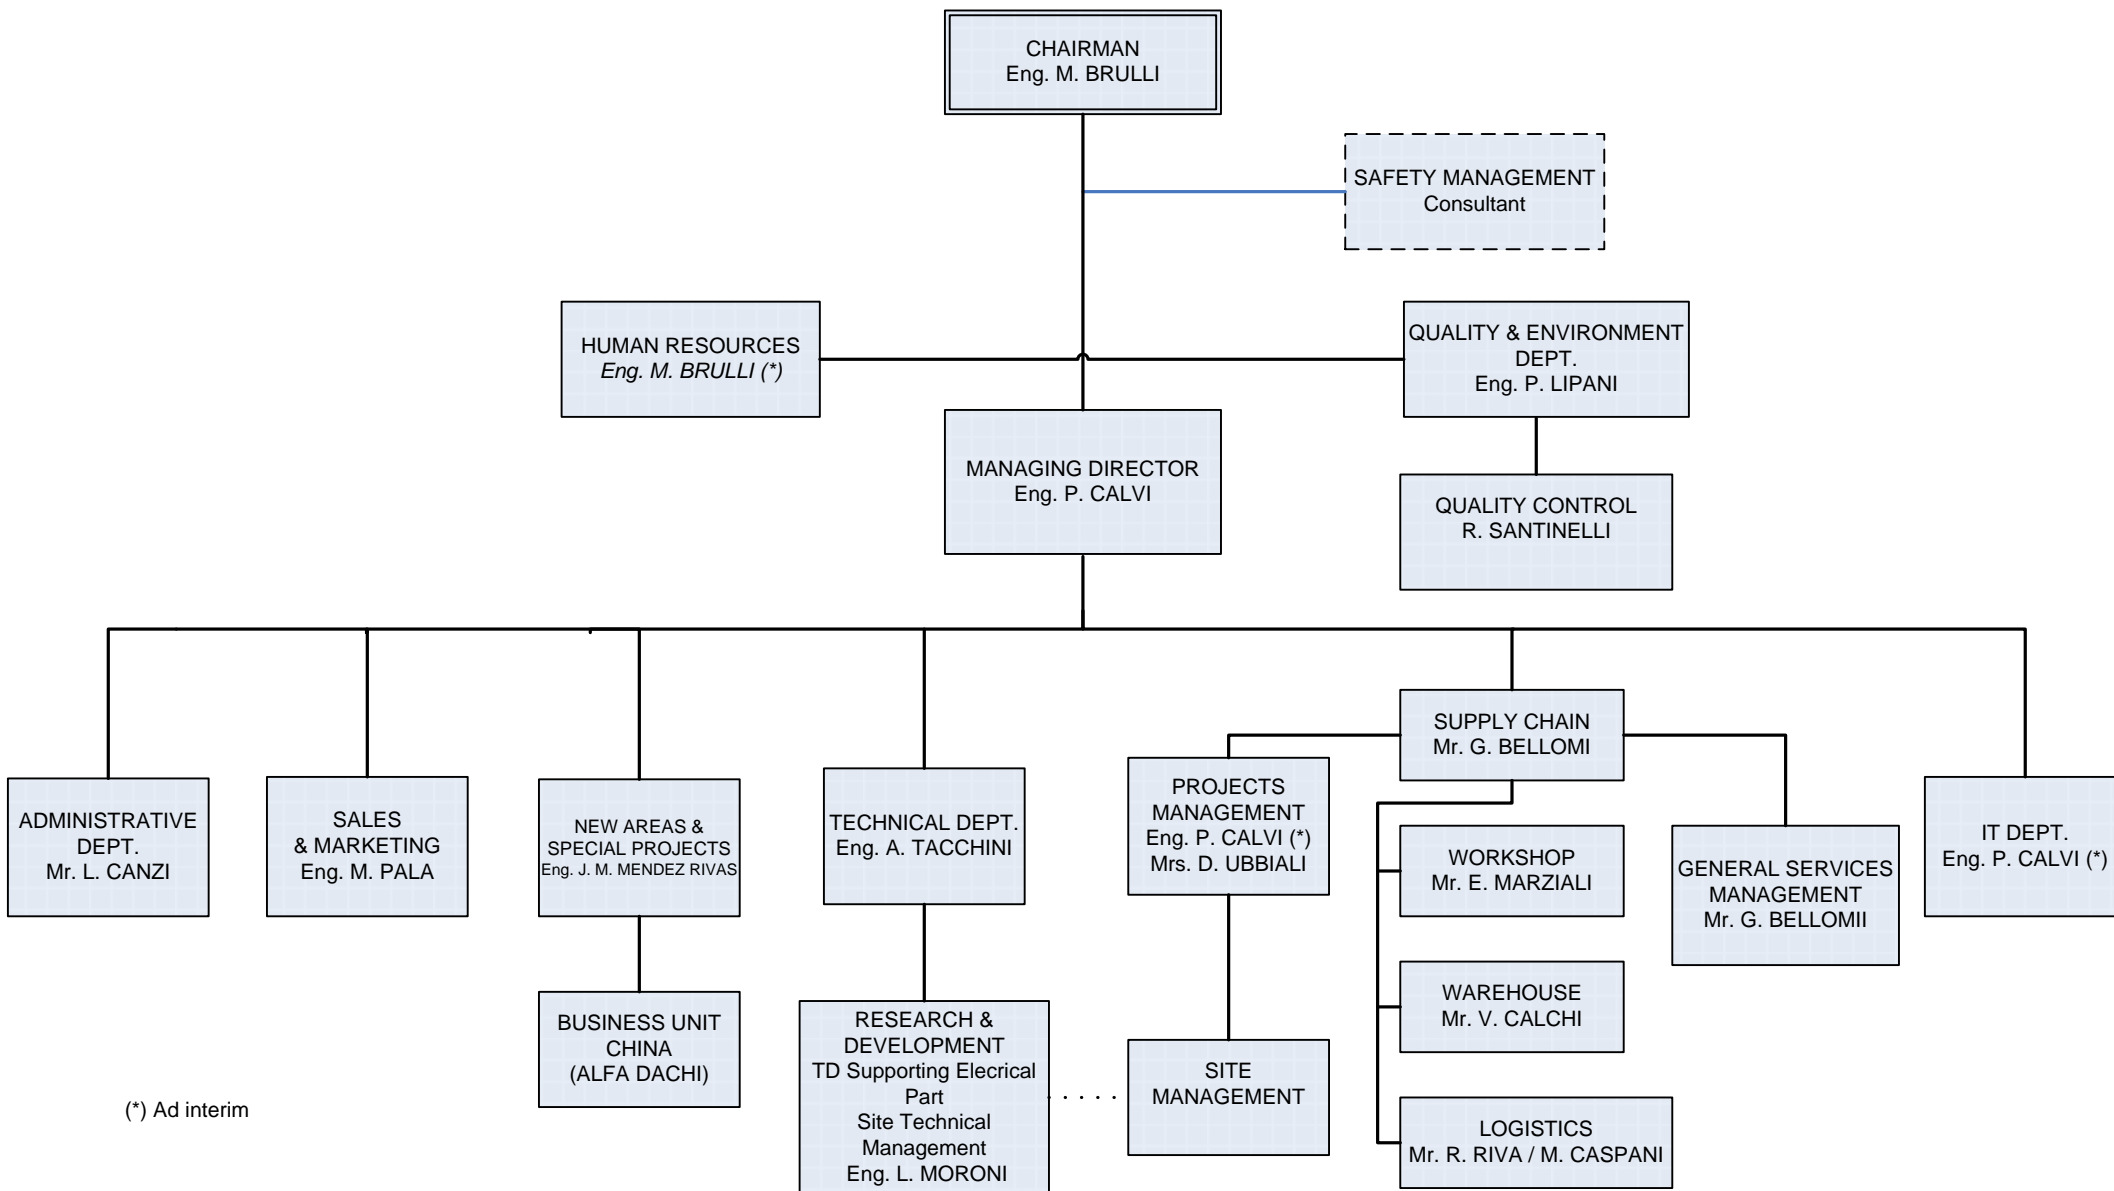 CHAIRMAN
Eng. M. BRULLI
SAFETY MANAGEMENT
Consultant
HUMAN RESOURCES
Eng. M. BRULLI (*)
QUALITY & ENVIRONMENT
DEPT.
Eng. P. LIPANI
MANAGING DIRECTOR
Eng. P. CALVI
QUALITY CONTROL
R. SANTINELLI
ADMINISTRATIVE
DEPT.
Mr. L. CANZI
SALES
& MARKETING
Eng. M. PALA
NEW AREAS &
SPECIAL PROJECTS
Eng. J. M. MENDEZ RIVAS
TECHNICAL DEPT.
Eng. A. TACCHINI
PROJECTS
MANAGEMENT
Eng. P. CALVI (*)
Mrs. D. UBBIALI
SUPPLY CHAIN
Mr. G. BELLOMI
WORKSHOP
Mr. E. MARZIALI
GENERAL SERVICES
MANAGEMENT
Mr. G. BELLOMII
IT DEPT.
Eng. P. CALVI (*)
BUSINESS UNIT
CHINA
(ALFA DACHI)
RESEARCH &
DEVELOPMENT
TD Supporting Elecrical
Part
Site Technical
Management
Eng. L. MORONI
SITE
MANAGEMENT
WAREHOUSE
Mr. V. CALCHI
LOGISTICS
Mr. R. RIVA / M. CASPANI
(*) Ad interim